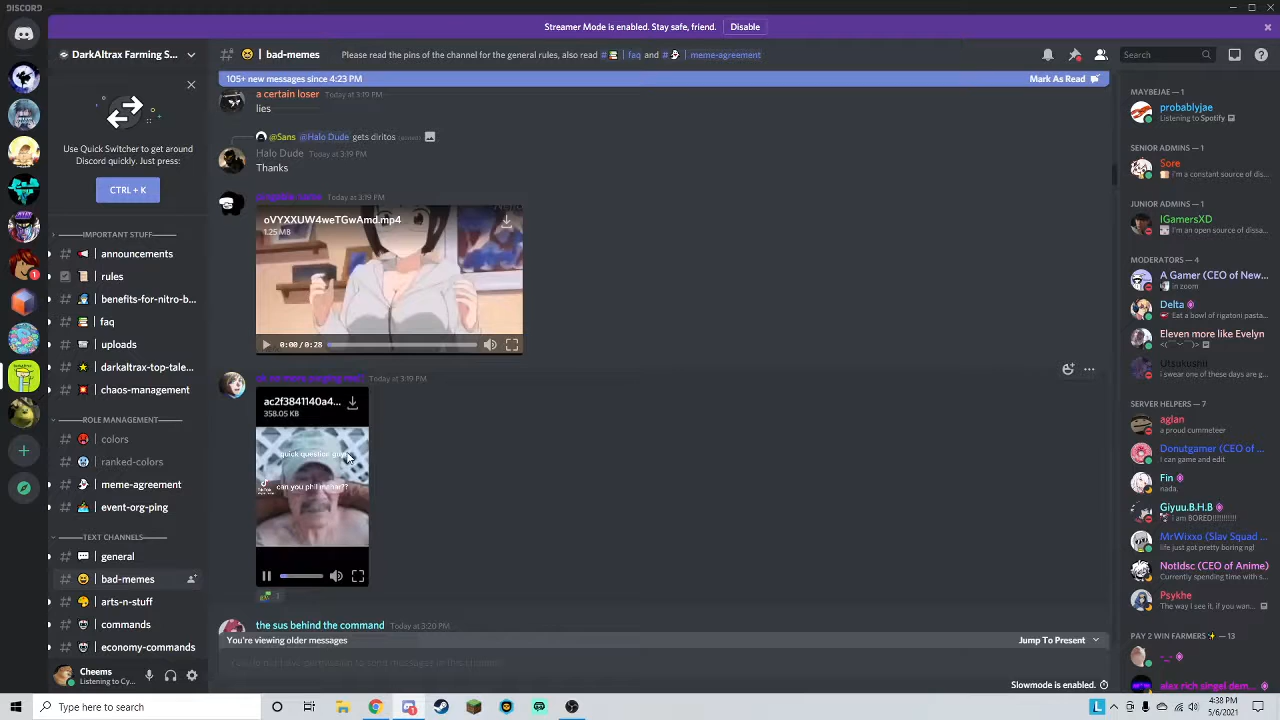 DISCORD
Streamer Mode is enabled. Stay safe, friend.
Disable
DarkAltrax Farming S...
bad-memes
Please read the pins of the channel for the general rules, also read # | faq and # | meme-agreement
Search
105+ new messages since 4:23 PM
Mark As Read
Use Quick Switcher to get around
Discord quickly. Just press:
CTRL + K
IMPORTANT STUFF
announcements
rules
benefits-for-nitro-b...
faq
uploads
darkaltrax-top-tale...
chaos-management
ROLE MANAGEMENT
colors
ranked-colors
meme-agreement
event-org-ping
TEXT CHANNELS
general
bad-memes
arts-n-stuff
commands
economy-commands
Cheems
Listening to Cy...
a certain loser Today at 3:19 PM
lies
@Sans @Halo Dude gets diritos (edited)
Halo Dude Today at 3:19 PM
Thanks
Today at 3:19 PM
oVYXXUW4weTGwAmd.mp4
1.25 MB
0:00/0:28
Today at 3:19 PM
ac2f3841140a4...
358.05 KB
quick question guys
can you phil mahar??
1
the sus behind the command Today at 3:20 PM
You're viewing older messages
Jump To Present
Slowmode is enabled.
MAYBEJAE — 1
probablyjae
Listening to Spotify
SENIOR ADMINS — 1
Sore
I'm a constant source of dis...
JUNIOR ADMINS — 1
IGamersXD
I'm an open source of dissa...
MODERATORS — 4
A Gamer (CEO of New...
in zoom
Delta
Eat a bowl of rigatoni pasta...
Eleven more like Evelyn
Utsukushii
I swear one of these days are g...
SERVER HELPERS — 7
aglan
a proud cummeteer
Donutgamer (CEO of ...
I can game and edit
Fin
nada.
Giyuu.B.H.B
I am BORED!!!!!!!!!!!
MrWixxo (Slav Squad ...
life just got pretty boring ngl
NotIdsc (CEO of Anime)
Currently spending time with s...
Psykhe
The way I see it, if you wan...
PAY 2 WIN FARMERS — 13
-_-
alex rich singel dem...
Type here to search
4:38 PM
5/6/2021